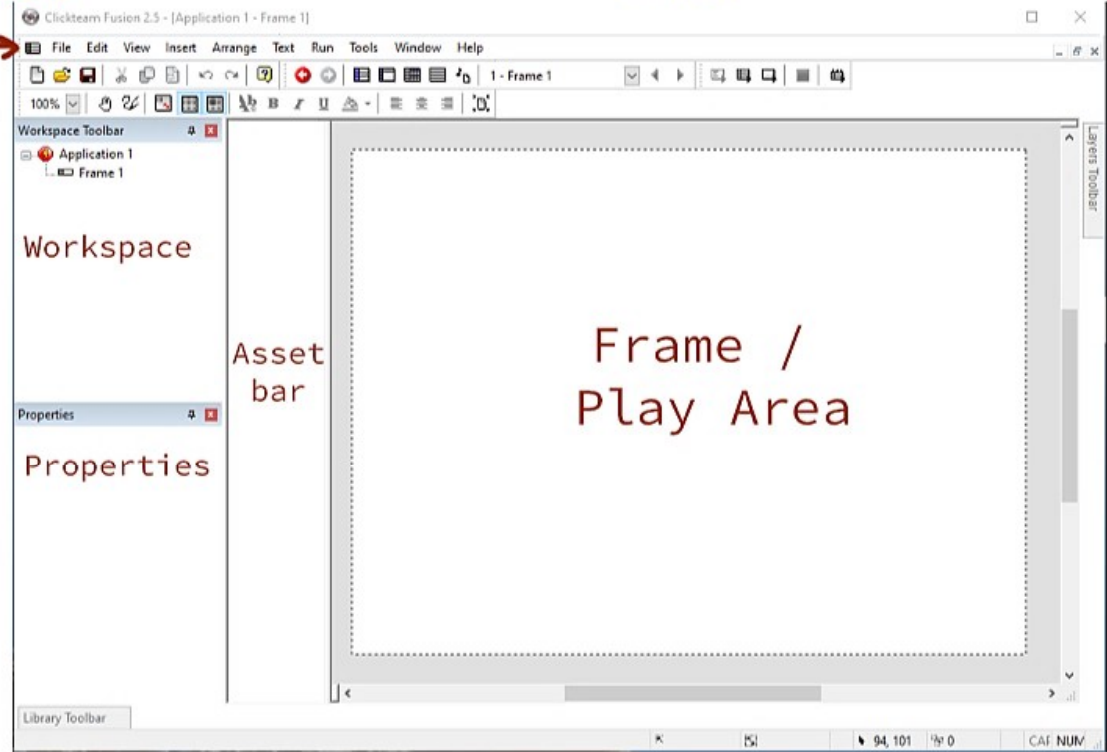 Clickteam Fusion 2.5 - [Application 1 - Frame 1]
File Edit View Insert Arrange Text Run Tools Window Help
1 - Frame 1
100% B I U
Workspace Toolbar
Application 1
Frame 1
Workspace
Asset
bar
Frame /
Play Area
Properties
Properties
Layers Toolbar
Library Toolbar
94, 101 0 CAF NUM